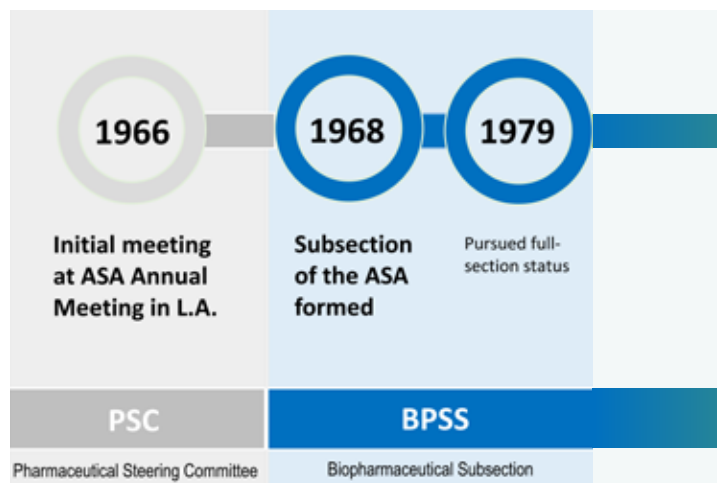 1966
1968
1979
Initial meeting
at ASA Annual
Meeting in L.A.
Subsection
of the ASA
formed
Pursued full-
section status
PSC
BPSS
Pharmaceutical Steering Committee
Biopharmaceutical Subsection